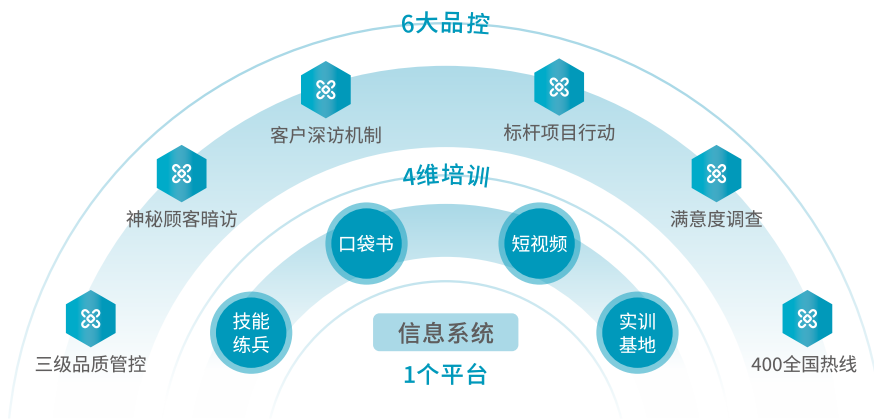 6大品控
客户深访机制
标杆项目行动
神秘顾客暗访
满意度调查
三级品质管控
400全国热线
4维培训
口袋书
短视频
技能
练兵
实训
基地
信息系统
1个平台